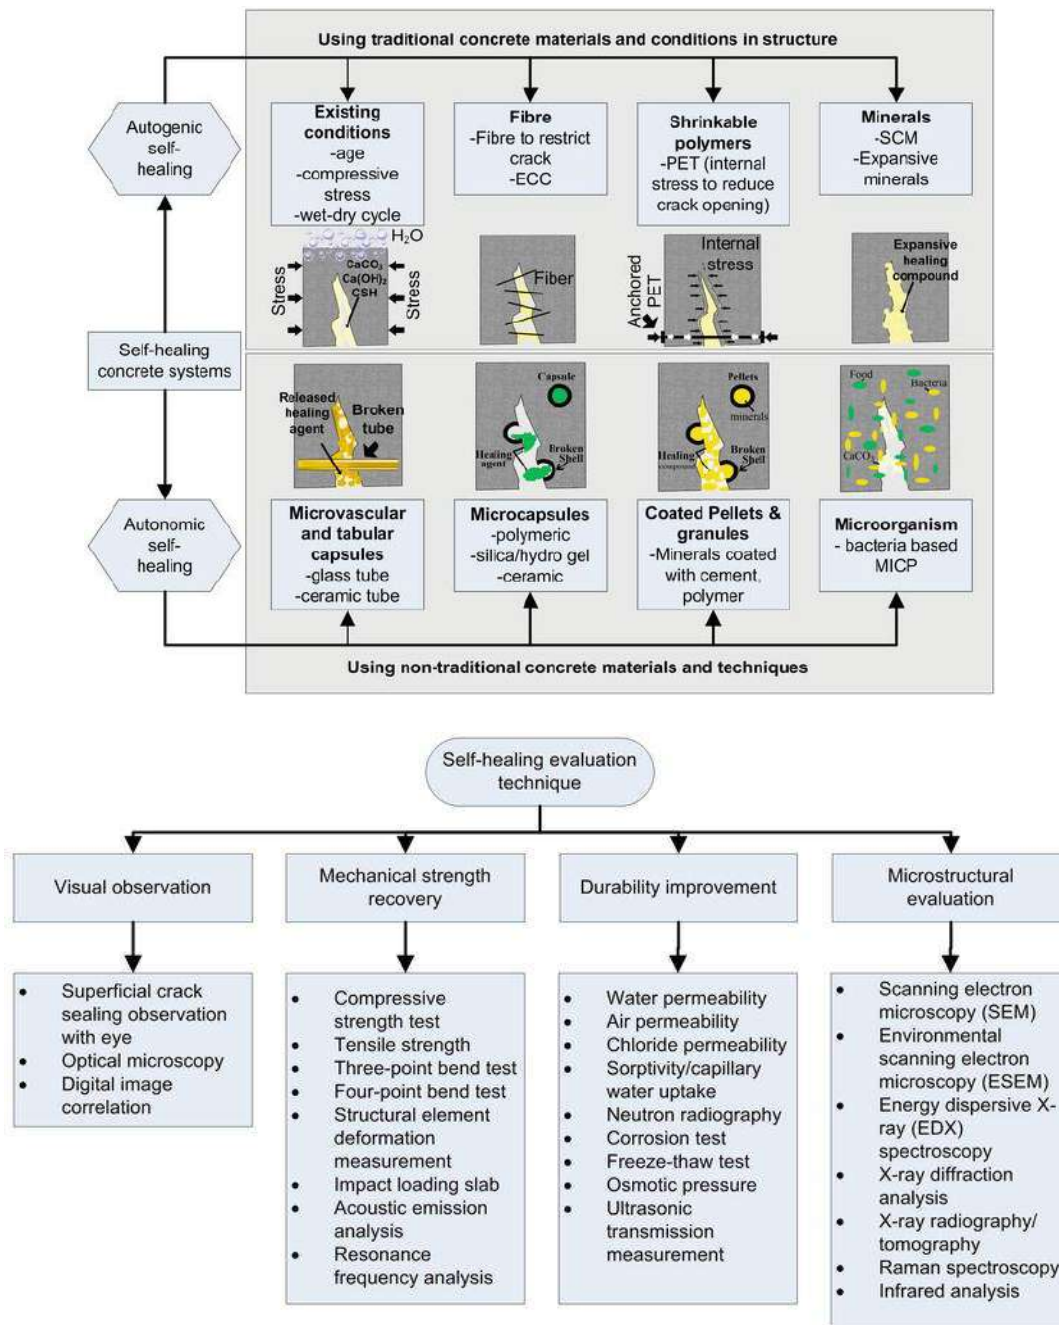 Using traditional concrete materials and conditions in structure
Autogenic
self-
healing
Existing
conditions
-age
-compressive
stress
-wet-dry cycle
Fibre
-Fibre to restrict
crack
-ECC
Shrinkable
polymers
-PET (internal
stress to reduce
crack opening)
Minerals
-SCM
-Expansive
minerals
H₂O
CaCO₃
Ca(OH)₂
CSH
Stress
Stress
Fiber
Internal
stress
Anchored
PET
Expansive
healing
compound
Self-healing
concrete systems
Released
healing
agent
Broken
tube
Capsule
Healing
agent
Broken
Shell
Pellets
minerals
Healing
compound
Broken
Shell
Food
Bacteria
CaCO₃
Autonomic
self-
healing
Microvascular
and tabular
capsules
-glass tube
-ceramic tube
Microcapsules
-polymeric
-silica/hydro gel
-ceramic
Coated Pellets &
granules
-Minerals coated
with cement,
polymer
Microorganism
- bacteria based
MICP
Using non-traditional concrete materials and techniques
Self-healing evaluation
technique
Visual observation
Mechanical strength
recovery
Durability improvement
Microstructural
evaluation
• Superficial crack
sealing observation
with eye
• Optical microscopy
• Digital image
correlation
• Compressive
strength test
• Tensile strength
• Three-point bend test
• Four-point bend test
• Structural element
deformation
measurement
• Impact loading slab
• Acoustic emission
analysis
• Resonance
frequency analysis
• Water permeability
• Air permeability
• Chloride permeability
• Sorptivity/capillary
water uptake
• Neutron radiography
• Corrosion test
• Freeze-thaw test
• Osmotic pressure
• Ultrasonic
transmission
measurement
• Scanning electron
microscopy (SEM)
• Environmental
scanning electron
microscopy (ESEM)
• Energy dispersive X-
ray (EDX)
spectroscopy
• X-ray diffraction
analysis
• X-ray radiography/
tomography
• Raman spectroscopy
• Infrared analysis